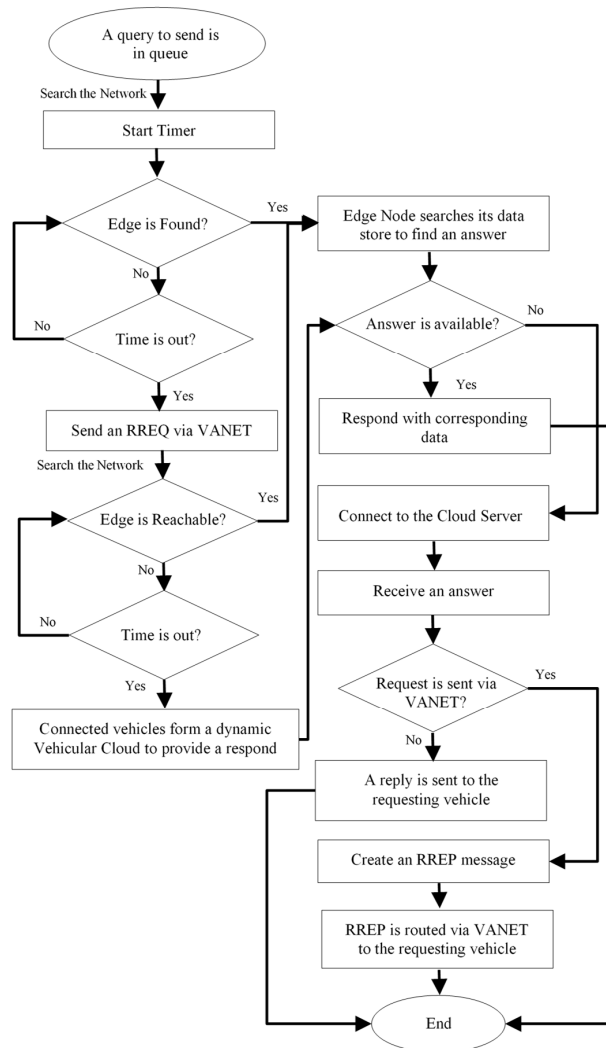 A query to send is
in queue
Search the Network
Start Timer
Edge is Found?
Yes
No
No
Time is out?
Yes
Send an RREQ via VANET
Search the Network
Edge is Reachable?
Yes
No
No
Time is out?
Yes
Connected vehicles form a dynamic
Vehicular Cloud to provide a respond
Edge Node searches its data
store to find an answer
Answer is available?
No
Yes
Respond with corresponding
data
Connect to the Cloud Server
Receive an answer
Request is sent via
VANET?
Yes
No
A reply is sent to the
requesting vehicle
Create an RREP message
RREP is routed via VANET
to the requesting vehicle
End